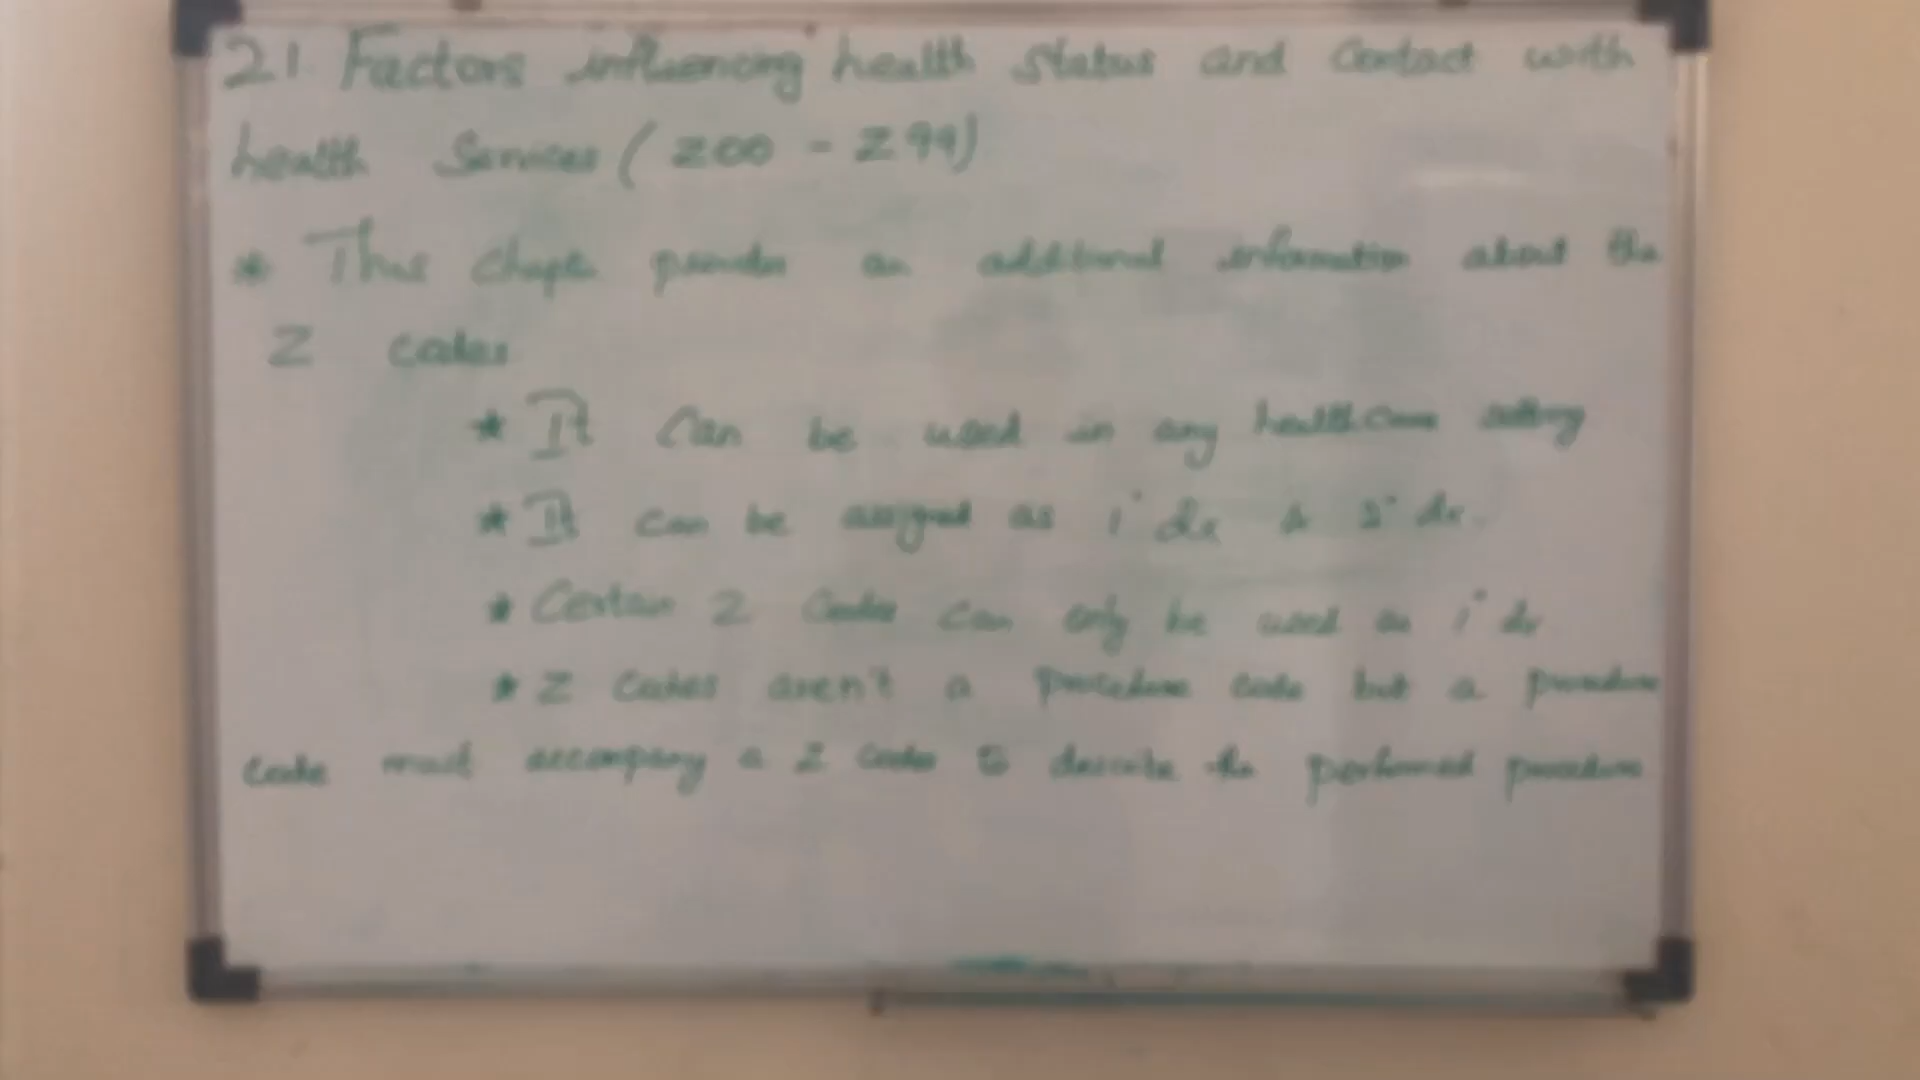 21 Factors influencing health status and Contact with
health Services (Z00 - Z99)
* This chapter provides an additional information about the
Z codes
* It can be used in any healthcare setting
* It can be assigned as 1° dx & 2° dx.
* Certain Z codes can only be used as 1° dx
* Z codes aren't a procedure code but a procedure
code must accompany a Z codes to describe the performed procedure